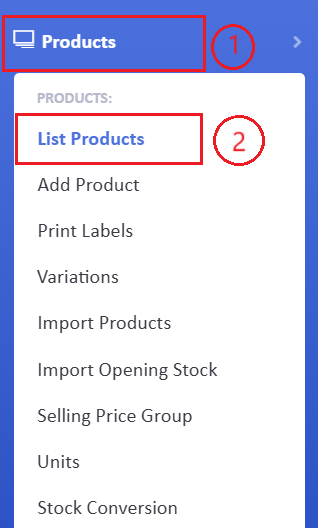 Products 1
PRODUCTS:
List Products 2
Add Product
Print Labels
Variations
Import Products
Import Opening Stock
Selling Price Group
Units
Stock Conversion